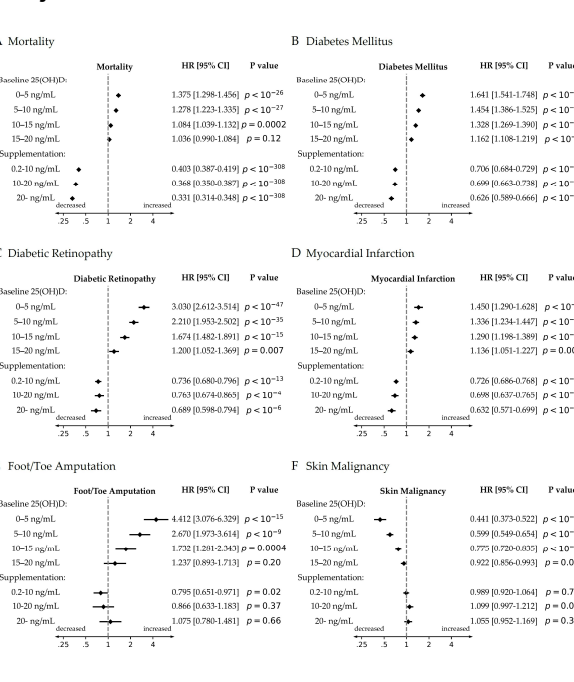 A Mortality
Mortality HR [95% CI] P value
Baseline 25(OH)D:
0–5 ng/mL 1.375 [1.298-1.456] p < 10⁻²⁶
5–10 ng/mL 1.278 [1.223-1.335] p < 10⁻²⁷
10–15 ng/mL 1.084 [1.039-1.132] p = 0.0002
15–20 ng/mL 1.036 [0.990-1.084] p = 0.12
Supplementation:
0.2-10 ng/mL 0.403 [0.387-0.419] p < 10⁻³⁰⁸
10-20 ng/mL 0.368 [0.350-0.387] p < 10⁻³⁰⁸
20- ng/mL 0.331 [0.314-0.348] p < 10⁻³⁰⁸
decreased increased
.25 .5 1 2 4
B Diabetes Mellitus
Diabetes Mellitus HR [95% CI] P value
Baseline 25(OH)D:
0–5 ng/mL 1.641 [1.541-1.748] p < 10⁻
5–10 ng/mL 1.454 [1.386-1.525] p < 10⁻
10–15 ng/mL 1.328 [1.269-1.390] p < 10⁻
15–20 ng/mL 1.162 [1.108-1.219] p < 10⁻
Supplementation:
0.2-10 ng/mL 0.706 [0.684-0.729] p < 10⁻
10-20 ng/mL 0.699 [0.663-0.738] p < 10⁻
20- ng/mL 0.626 [0.589-0.666] p < 10⁻
decreased increased
.25 .5 1 2 4
C Diabetic Retinopathy
Diabetic Retinopathy HR [95% CI] P value
Baseline 25(OH)D:
0–5 ng/mL 3.030 [2.612-3.514] p < 10⁻⁴⁷
5–10 ng/mL 2.210 [1.953-2.502] p < 10⁻³⁵
10–15 ng/mL 1.674 [1.482-1.891] p < 10⁻¹⁵
15–20 ng/mL 1.200 [1.052-1.369] p = 0.007
Supplementation:
0.2-10 ng/mL 0.736 [0.680-0.796] p < 10⁻¹³
10-20 ng/mL 0.763 [0.674-0.865] p < 10⁻⁴
20- ng/mL 0.689 [0.598-0.794] p < 10⁻⁶
decreased increased
.25 .5 1 2 4
D Myocardial Infarction
Myocardial Infarction HR [95% CI] P value
Baseline 25(OH)D:
0–5 ng/mL 1.450 [1.290-1.628] p < 10⁻
5–10 ng/mL 1.336 [1.234-1.447] p < 10⁻
10–15 ng/mL 1.290 [1.198-1.389] p < 10⁻
15–20 ng/mL 1.136 [1.051-1.227] p = 0.00
Supplementation:
0.2-10 ng/mL 0.726 [0.686-0.768] p < 10⁻
10-20 ng/mL 0.698 [0.637-0.765] p < 10⁻
20- ng/mL 0.632 [0.571-0.699] p < 10⁻
decreased increased
.25 .5 1 2 4
Foot/Toe Amputation
Foot/Toe Amputation HR [95% CI] P value
Baseline 25(OH)D:
0–5 ng/mL 4.412 [3.076-6.329] p < 10⁻¹⁵
5–10 ng/mL 2.670 [1.973-3.614] p < 10⁻⁹
10–15 ng/mL 1.732 [1.281-2.343] p = 0.0004
15–20 ng/mL 1.237 [0.893-1.713] p = 0.20
Supplementation:
0.2-10 ng/mL 0.795 [0.651-0.971] p = 0.02
10-20 ng/mL 0.866 [0.633-1.183] p = 0.37
20- ng/mL 1.075 [0.780-1.481] p = 0.66
decreased increased
.25 .5 1 2 4
F Skin Malignancy
Skin Malignancy HR [95% CI] P value
Baseline 25(OH)D:
0–5 ng/mL 0.441 [0.373-0.522] p < 10⁻
5–10 ng/mL 0.599 [0.549-0.654] p < 10⁻
10–15 ng/mL 0.775 [0.720-0.835] p < 10⁻
15–20 ng/mL 0.922 [0.856-0.993] p = 0.0
Supplementation:
0.2-10 ng/mL 0.989 [0.920-1.064] p = 0.7
10-20 ng/mL 1.099 [0.997-1.212] p = 0.0
20- ng/mL 1.055 [0.952-1.169] p = 0.3
decreased increased
.25 .5 1 2 4